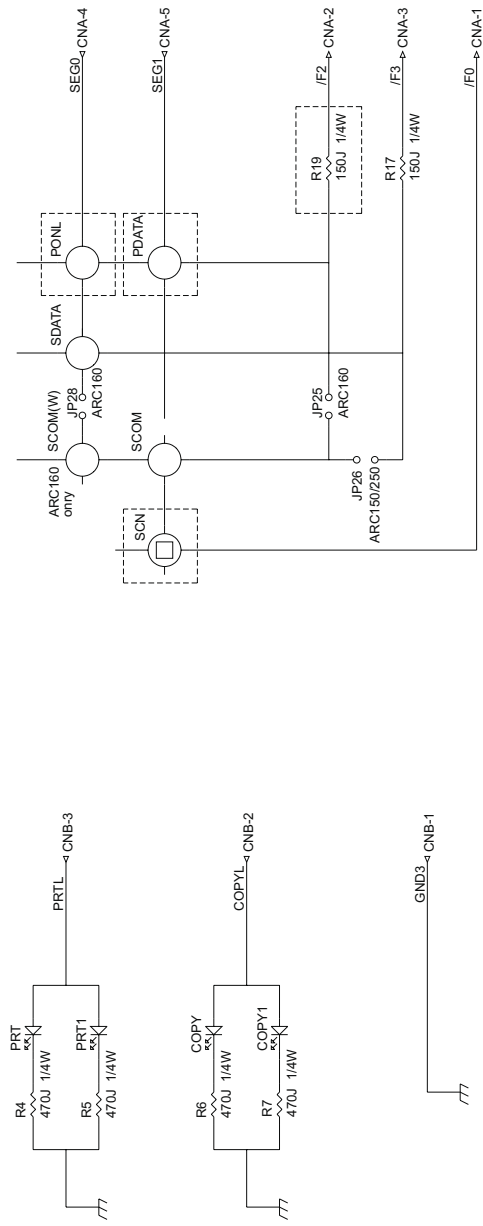 SEG0
CNA-4
SEG1
CNA-5
/F2
CNA-2
/F3
CNA-3
/F0
CNA-1
R19
150J 1/4W
R17
150J 1/4W
PONL
PDATA
SDATA
JP28
ARC160
SCOM(W)
ARC160
onry
SCOM
JP25
ARC160
JP26
ARC150/250
SCN
PRTL
CNB-3
PRT
R4
470J 1/4W
PRT1
R5
470J 1/4W
COPYL
CNB-2
COPY
R6
470J 1/4W
COPY1
R7
470J 1/4W
GND3
CNB-1